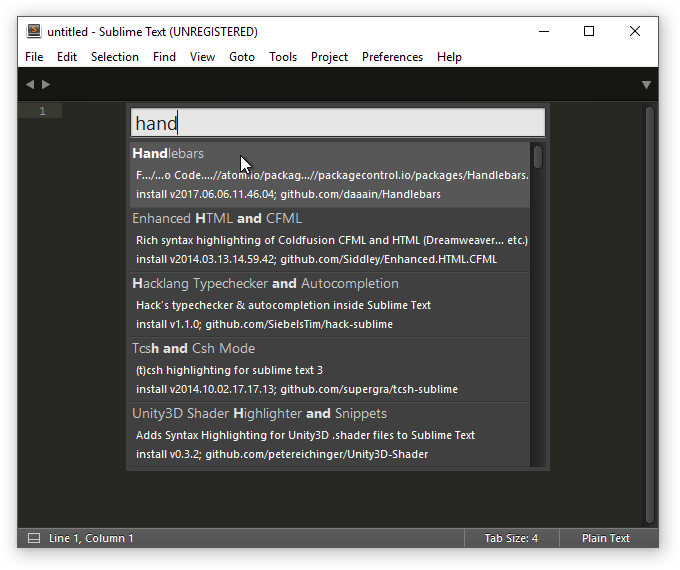 untitled - Sublime Text (UNREGISTERED)
File Edit Selection Find View Goto Tools Project Preferences Help
1
hand
Handlebars
F.../...o Code....//atom.io/packag...//packagecontrol.io/packages/Handlebars.
install v2017.06.06.11.46.04; github.com/daaain/Handlebars
Enhanced HTML and CFML
Rich syntax highlighting of Coldfusion CFML and HTML (Dreamweaver... etc.)
install v2014.03.13.14.59.42; github.com/Siddley/Enhanced.HTML.CFML
Hacklang Typechecker and Autocompletion
Hack's typechecker & autocompletion inside Sublime Text
install v1.1.0; github.com/SiebelsTim/hack-sublime
Tcsh and Csh Mode
(t)csh highlighting for sublime text 3
install v2014.10.02.17.17.13; github.com/supergra/tcsh-sublime
Unity3D Shader Highlighter and Snippets
Adds Syntax Highlighting for Unity3D .shader files to Sublime Text
install v0.3.2; github.com/petereichinger/Unity3D-Shader
Line 1, Column 1 Tab Size: 4 Plain Text